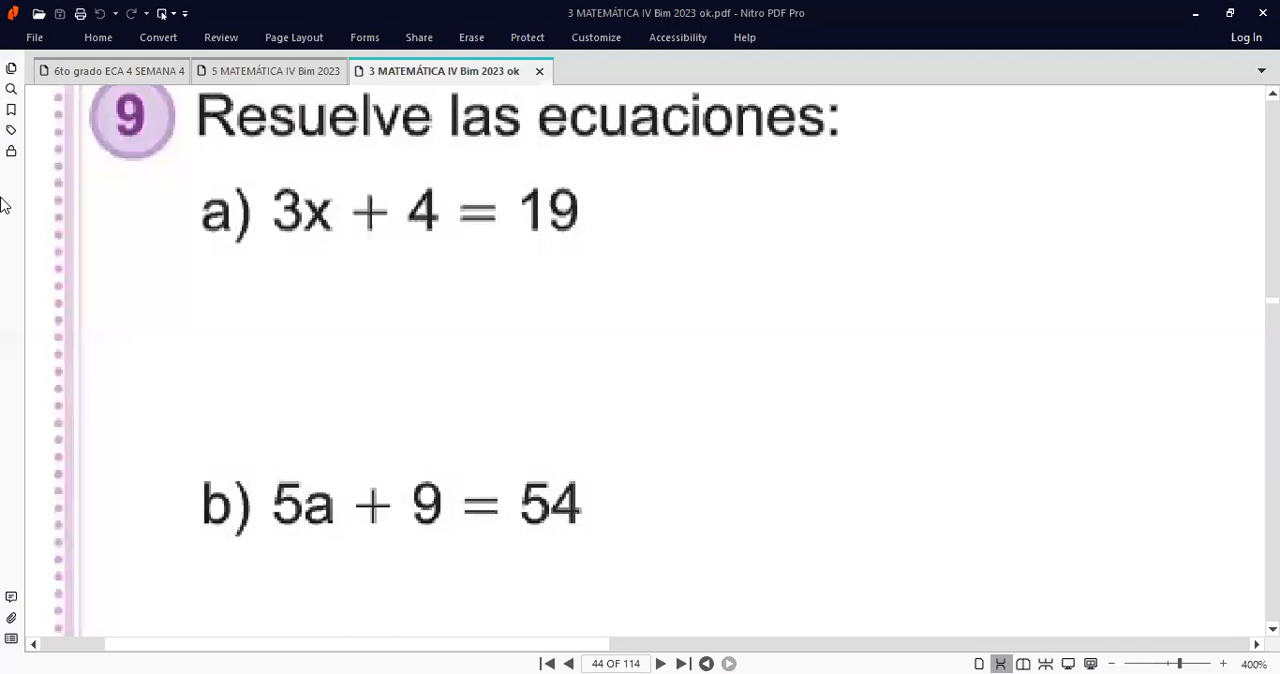 3 MATEMÁTICA IV Bim 2023 ok.pdf - Nitro PDF Pro
File Home Convert Review Page Layout Forms Share Erase Protect Customize Accessibility Help Log In
6to grado ECA 4 SEMANA 4 5 MATEMÁTICA IV Bim 2023 3 MATEMÁTICA IV Bim 2023 ok
9 Resuelve las ecuaciones:
a) 3x + 4 = 19
b) 5a + 9 = 54
44 OF 114
400%